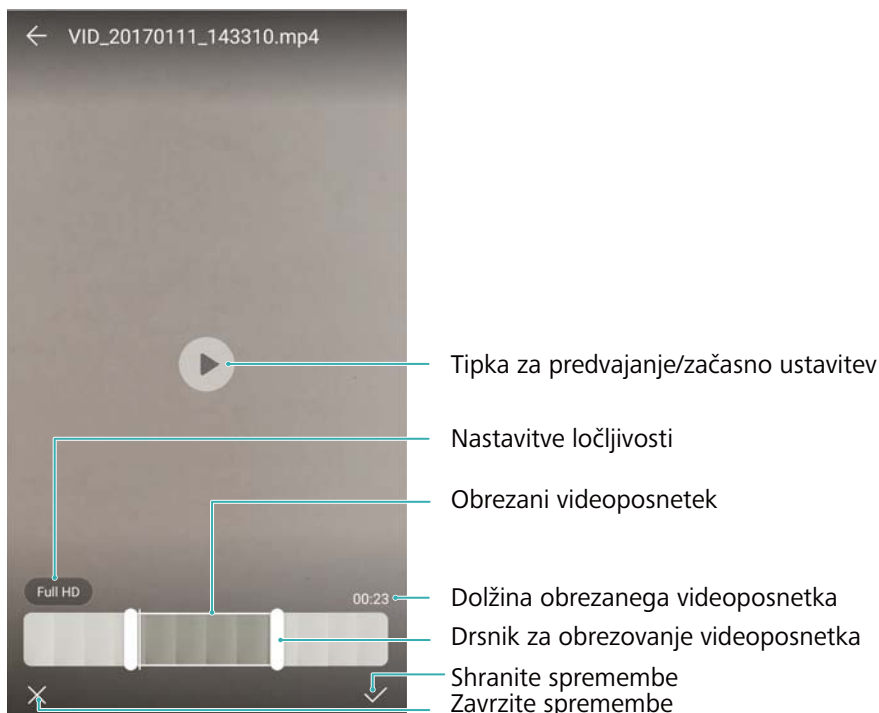 VID_20170111_143310.mp4
Tipka za predvajanje/začasno ustavitev
Nastavitve ločljivosti
Obrezani videoposnetek
Full HD
00:23
Dolžina obrezanega videoposnetka
Drsnik za obrezovanje videoposnetka
Shranite spremembe
Zavrzite spremembe